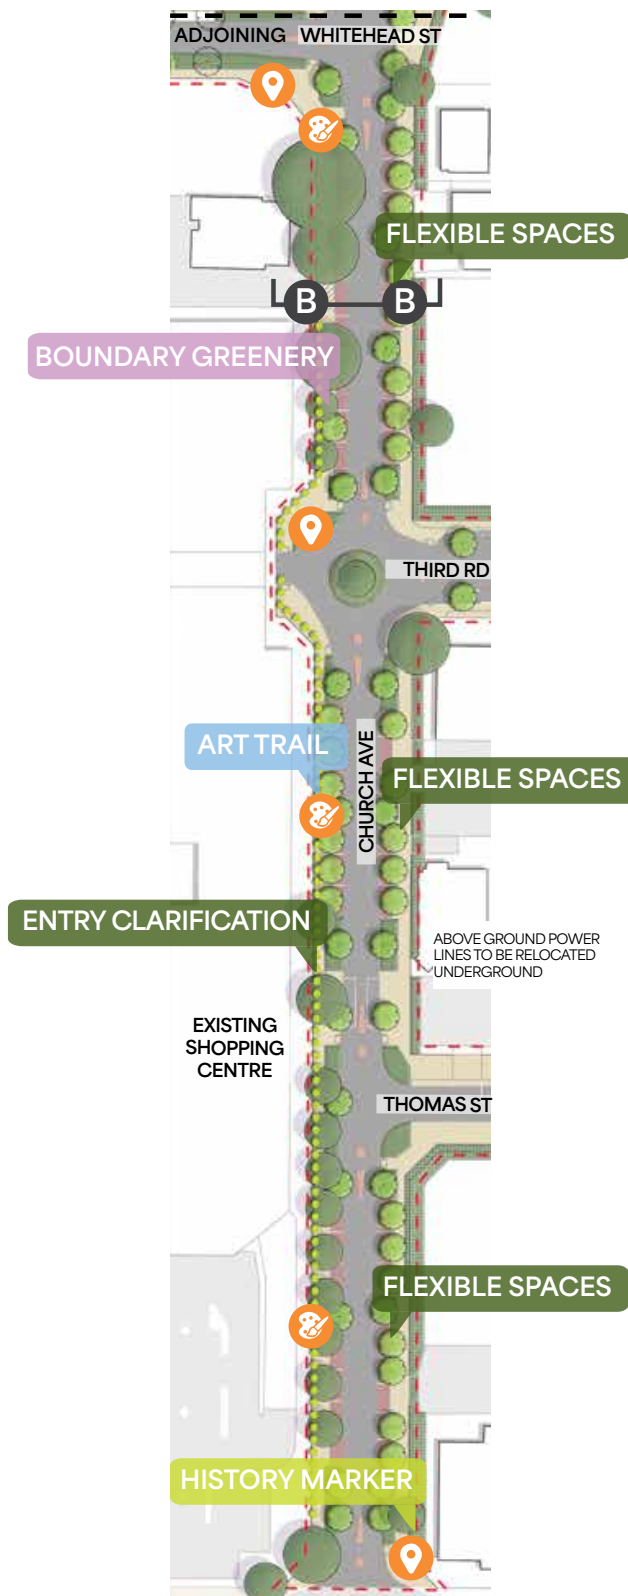 ADJOINING WHITEHEAD ST
FLEXIBLE SPACES
B B
BOUNDARY GREENERY
THIRD RD
ART TRAIL
CHURCH AVE
FLEXIBLE SPACES
ENTRY CLARIFICATION
ABOVE GROUND POWER
LINES TO BE RELOCATED
UNDERGROUND
EXISTING
SHOPPING
CENTRE
THOMAS ST
FLEXIBLE SPACES
HISTORY MARKER